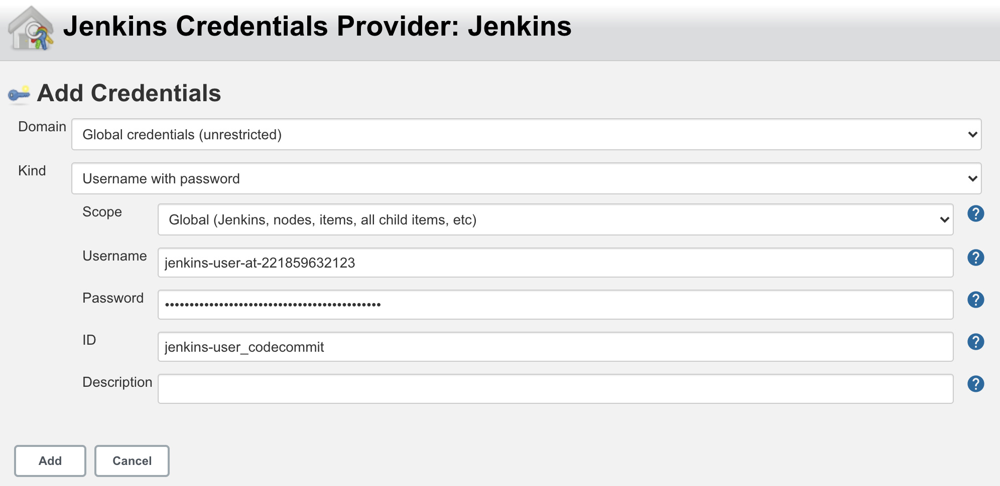 Jenkins Credentials Provider: Jenkins
Add Credentials
Domain
Global credentials (unrestricted)
Kind
Username with password
Scope
Global (Jenkins, nodes, items, all child items, etc)
?
Username
jenkins-user-at-221859632123
?
Password
••••••••••••••••••••••••••••••••••••••••••••
?
ID
jenkins-user_codecommit
?
Description
?
Add
Cancel